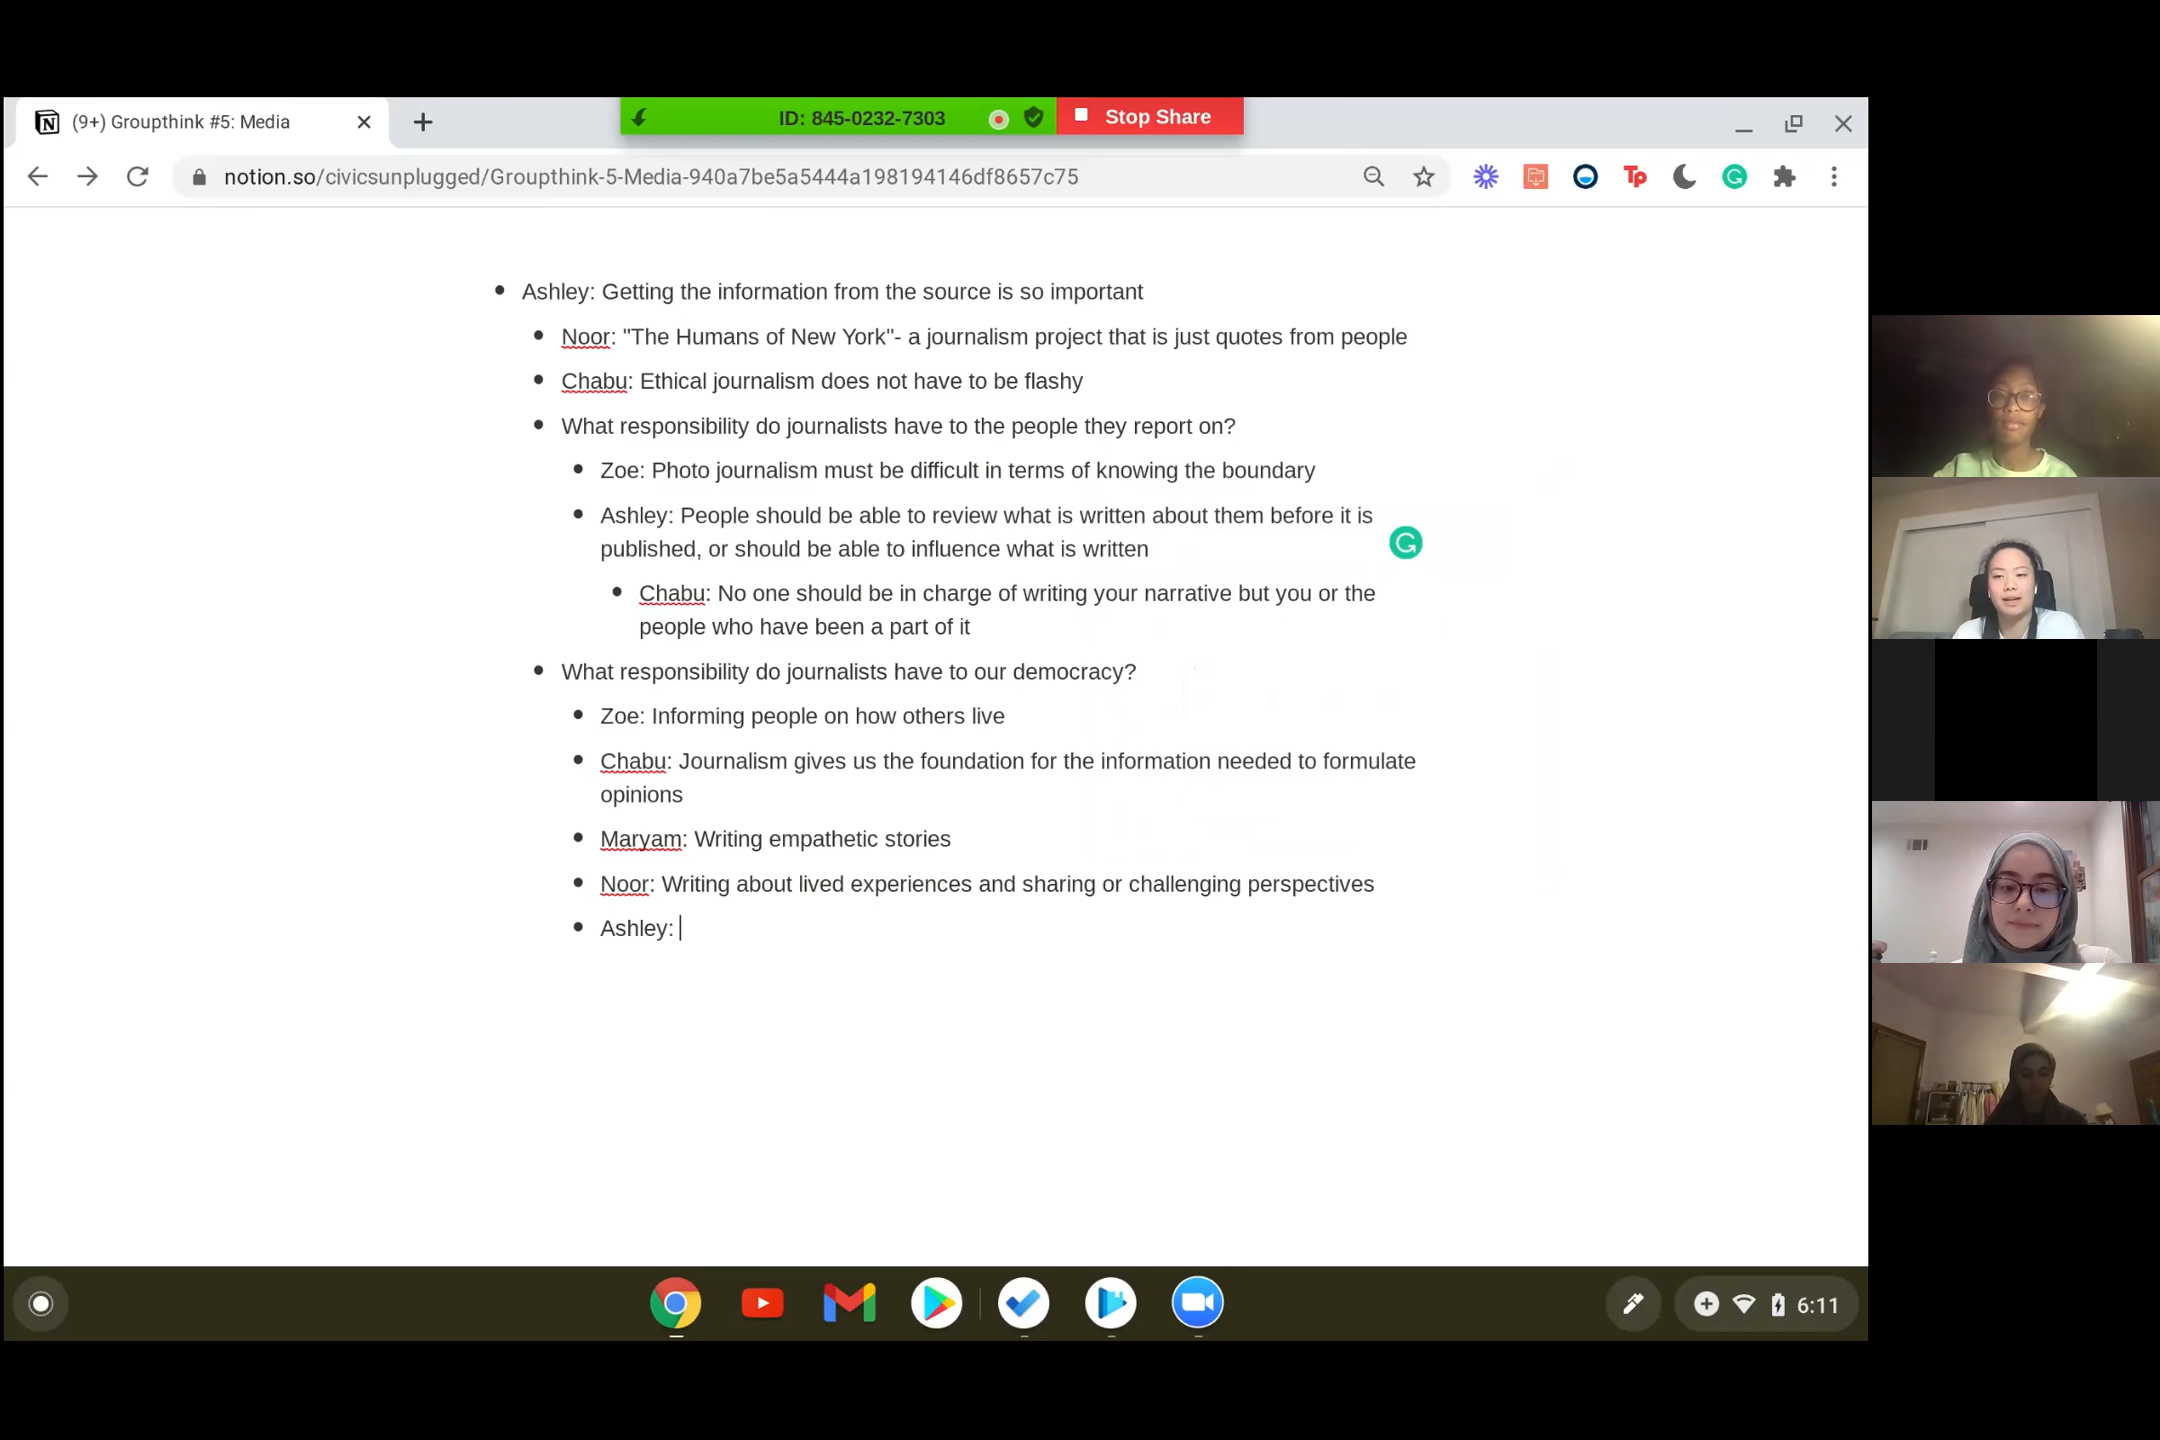 (9+) Groupthink #5: Media
ID: 845-0232-7303
Stop Share
notion.so/civicsunplugged/Groupthink-5-Media-940a7be5a5444a198194146df8657c75
Tp
Ashley: Getting the information from the source is so important
Noor: "The Humans of New York"- a journalism project that is just quotes from people
Chabu: Ethical journalism does not have to be flashy
What responsibility do journalists have to the people they report on?
Zoe: Photo journalism must be difficult in terms of knowing the boundary
Ashley: People should be able to review what is written about them before it is
published, or should be able to influence what is written
Chabu: No one should be in charge of writing your narrative but you or the
people who have been a part of it
What responsibility do journalists have to our democracy?
Zoe: Informing people on how others live
Chabu: Journalism gives us the foundation for the information needed to formulate
opinions
Maryam: Writing empathetic stories
Noor: Writing about lived experiences and sharing or challenging perspectives
Ashley:
6:11